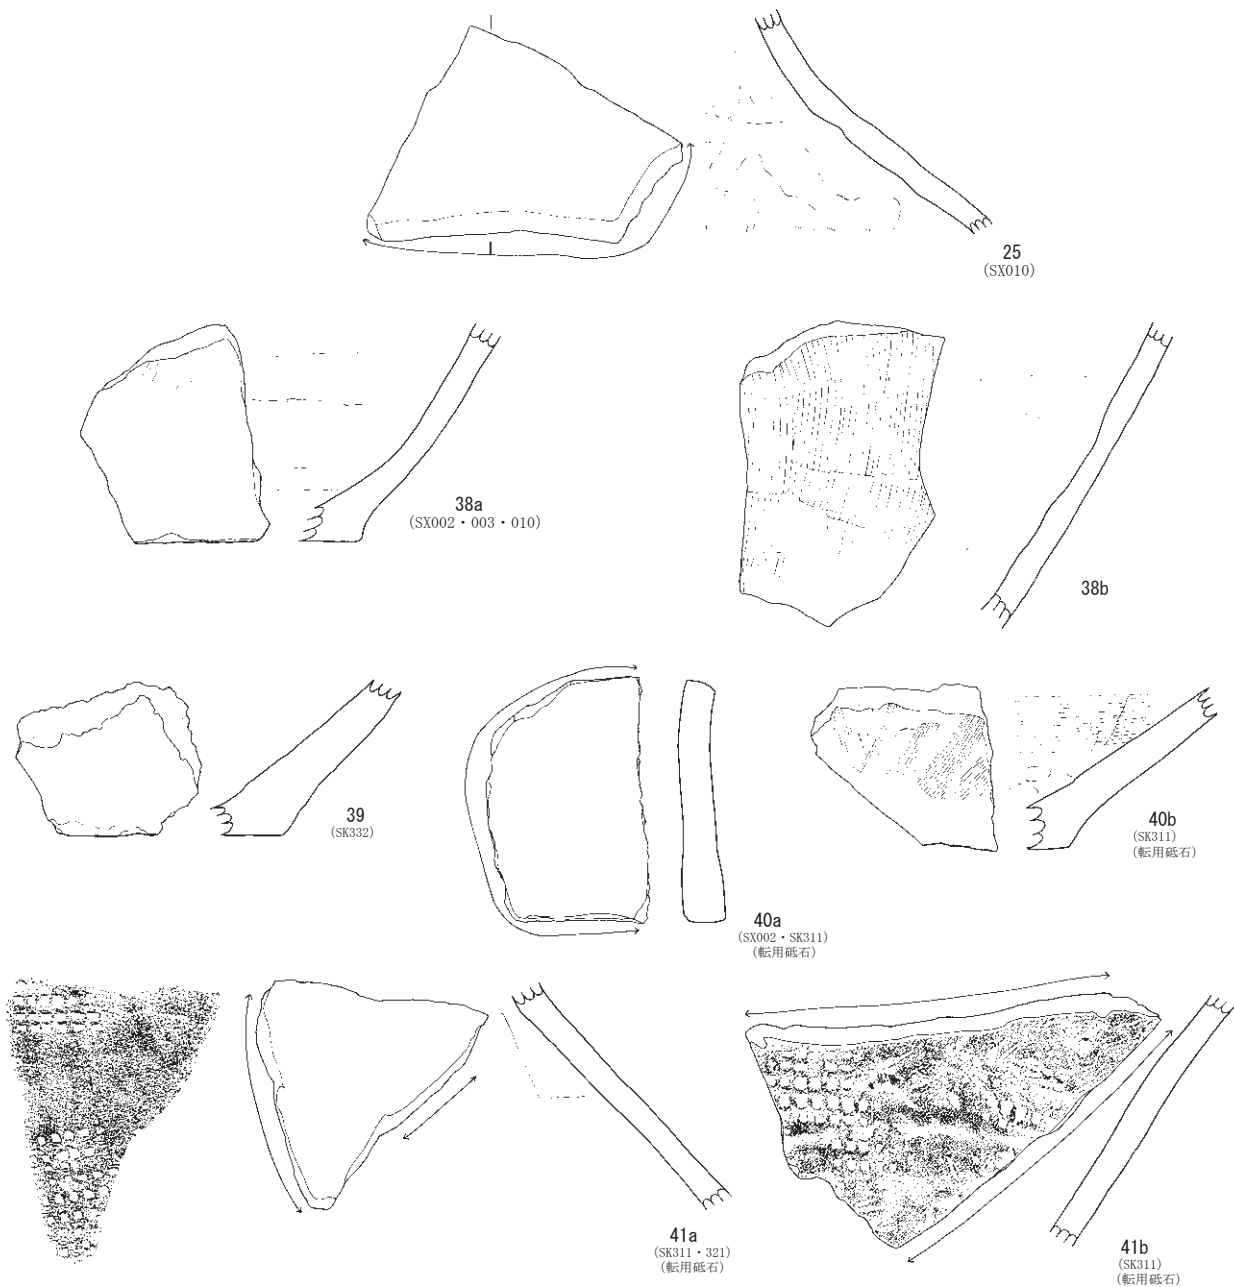 25
(SX010)
38a
(SX002・003・010)
38b
39
(SK332)
40a
(SX002・SK311)
(転用砥石)
40b
(SK311)
(転用砥石)
41a
(SK311・321)
(転用砥石)
41b
(SK311)
(転用砥石)